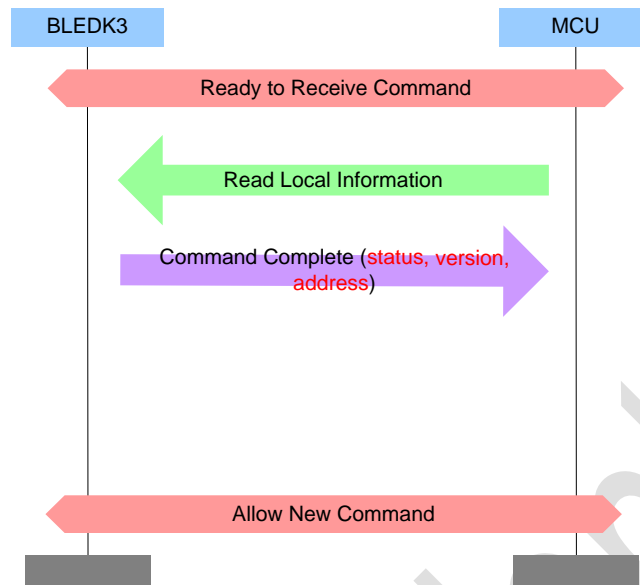 BLEDK3 MCU
Ready to Receive Command
Read Local Information
Command Complete (status, version,
address)
Allow New Command